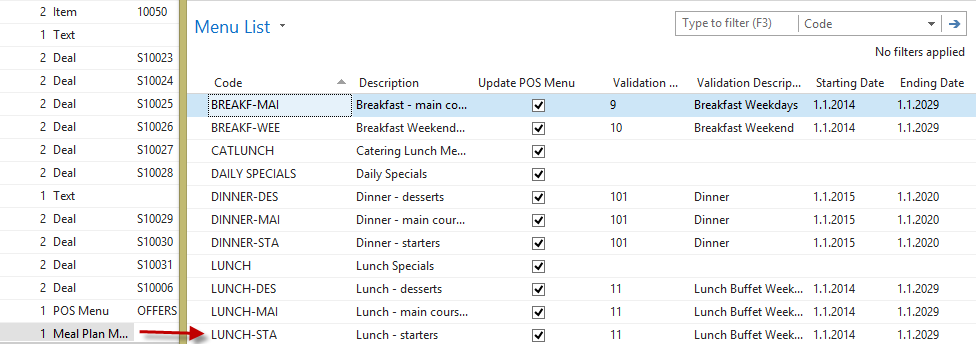 2 Item 10050
1 Text
2 Deal S10023
2 Deal S10024
2 Deal S10025
2 Deal S10026
2 Deal S10027
2 Deal S10028
1 Text
2 Deal S10029
2 Deal S10030
2 Deal S10031
2 Deal S10006
1 POS Menu OFFERS
1 Meal Plan M...
Menu List
Type to filter (F3) Code
No filters applied
Code Description Update POS Menu Validation ... Validation Descrip... Starting Date Ending Date
BREAKF-MAI Breakfast - main co... 9 Breakfast Weekdays 1.1.2014 1.1.2029
BREAKF-WEE Breakfast Weekend... 10 Breakfast Weekend 1.1.2014 1.1.2029
CATLUNCH Catering Lunch Me...
DAILY SPECIALS Daily Specials
DINNER-DES Dinner - desserts 101 Dinner 1.1.2015 1.1.2020
DINNER-MAI Dinner - main cour... 101 Dinner 1.1.2015 1.1.2020
DINNER-STA Dinner - starters 101 Dinner 1.1.2015 1.1.2020
LUNCH Lunch Specials
LUNCH-DES Lunch - desserts 11 Lunch Buffet Week... 1.1.2014 1.1.2029
LUNCH-MAI Lunch - main cours... 11 Lunch Buffet Week... 1.1.2014 1.1.2029
LUNCH-STA Lunch - starters 11 Lunch Buffet Week... 1.1.2014 1.1.2029